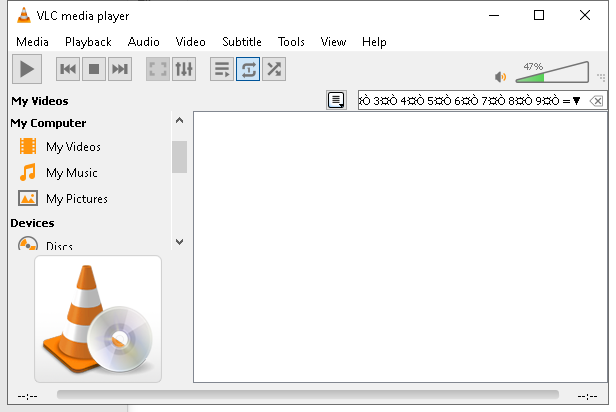 VLC media player
Media Playback Audio Video Subtitle Tools View Help
47%
My Videos
3¤Ò 4¤Ò 5¤Ò 6¤Ò 7¤Ò 8¤Ò 9¤Ò =▼
My Computer
My Videos
My Music
My Pictures
Devices
Discs
--:-- --:--